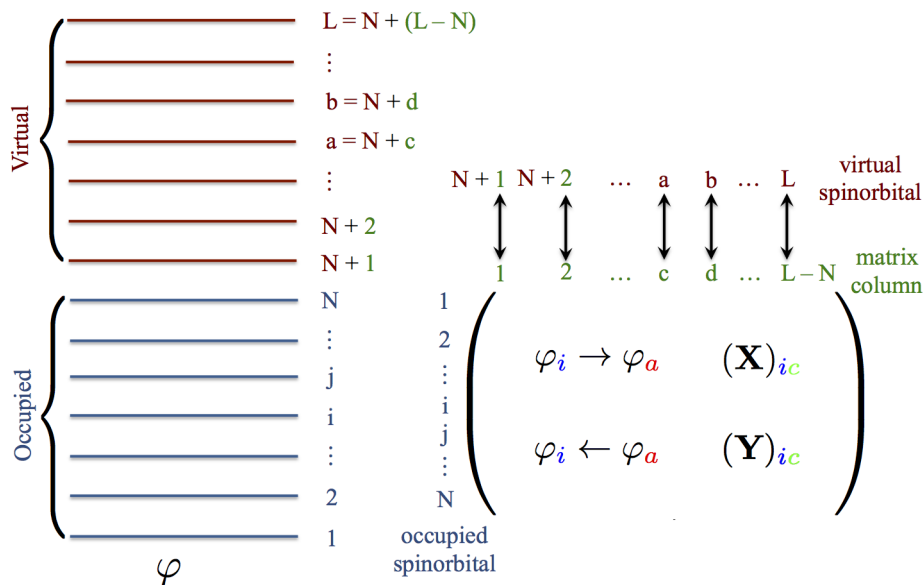 L = N + (L – N)
⋮
b = N + d
a = N + c
⋮
N + 2
N + 1
Virtual
N
⋮
j
i
⋮
2
1
Occupied
φ
N + 1 N + 2 … a b … L
virtual
spinorbital
1 2 … c d … L – N
matrix
column
1
2
⋮
i
j
⋮
N
occupied
spinorbital
φi → φa (X)ic
φi ← φa (Y)ic